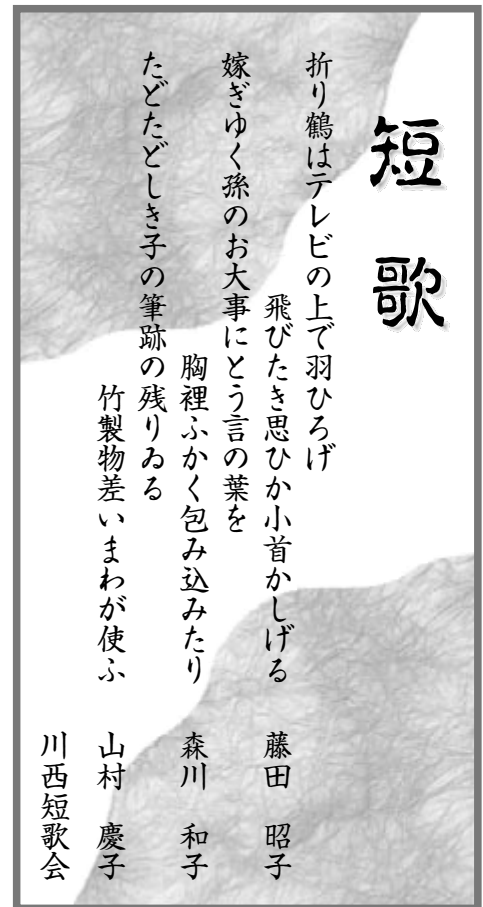 短歌
折り鶴はテレビの上で羽ひろげ
飛びたき思ひか小首かしげる
藤田 昭子
嫁ぎゆく孫のお大事にとう言の葉を
胸裡ふかく包み込みたり
森川 和子
たどたどしき子の筆跡の残りゐる
竹製物差いまわが使ふ
山村 慶子
川西短歌会